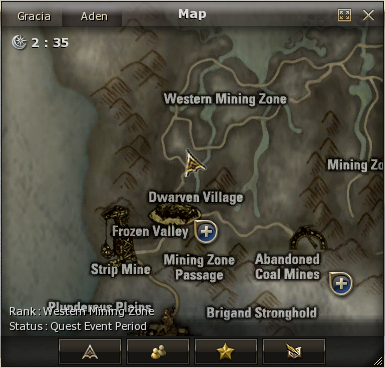 Gracia Aden Map
2 : 35
Western Mining Zone
Mining Zo
Dwarven Village
Frozen Valley
Strip Mine
Mining Zone
Passage
Abandoned
Coal Mines
Plunderous Plains
Rank : Western Mining Zone
Brigand Stronghold
Status : Quest Event Period